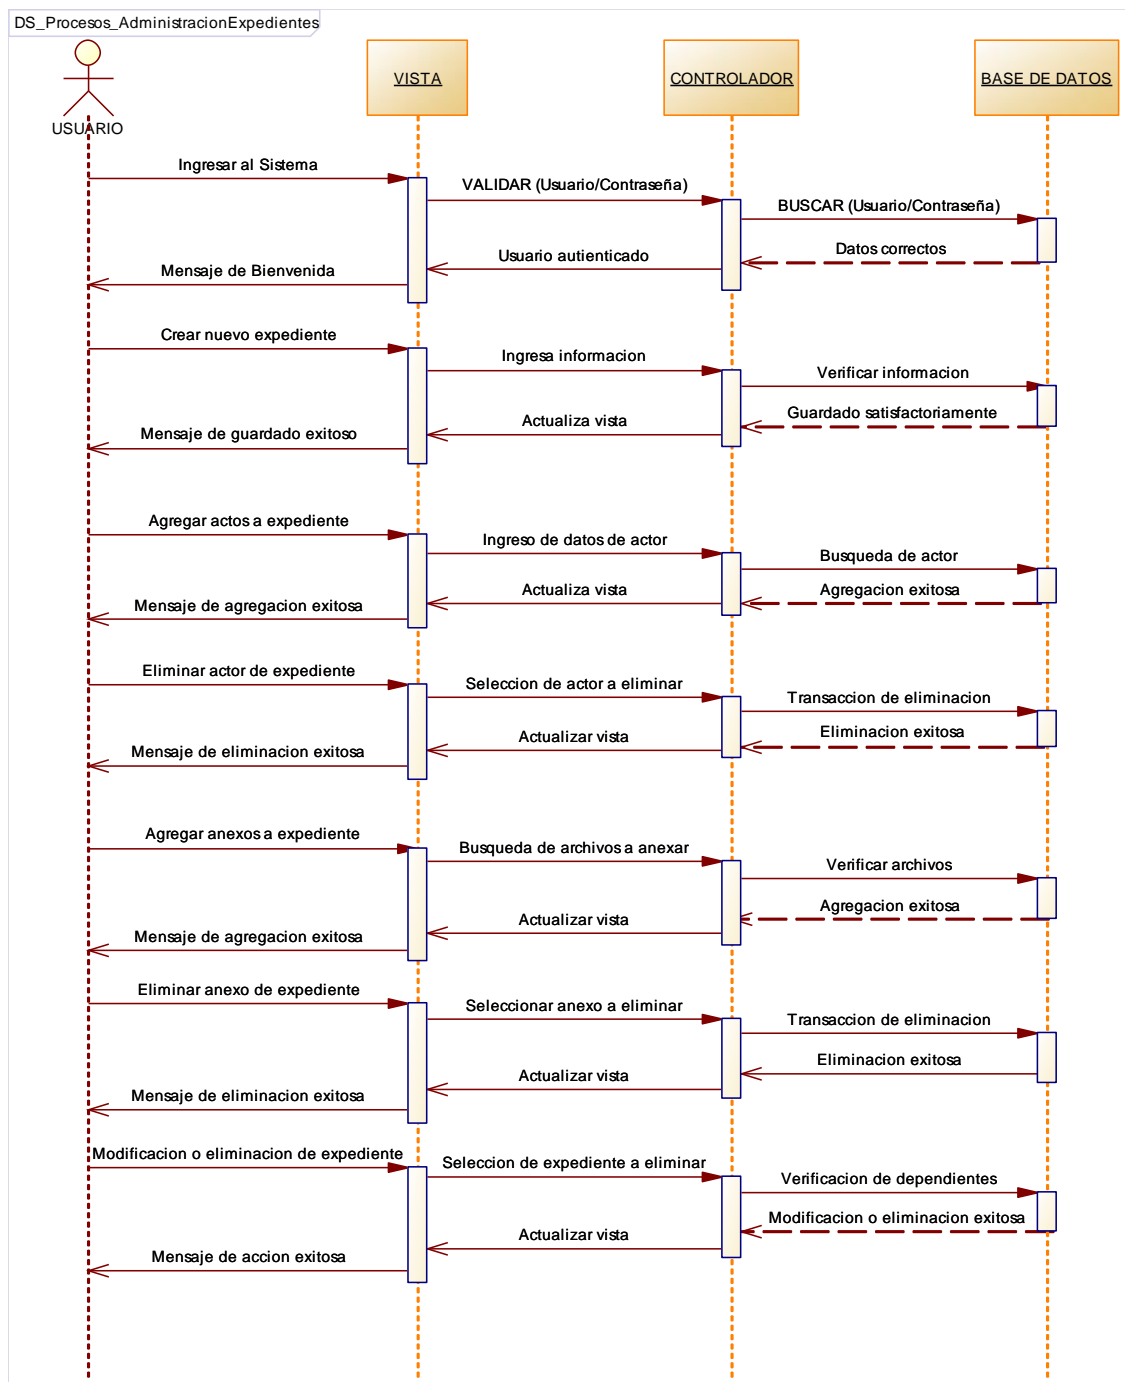 DS_Procesos_AdministracionExpedientes
USUARIO
VISTA
CONTROLADOR
BASE DE DATOS
Ingresar al Sistema
VALIDAR (Usuario/Contraseña)
BUSCAR (Usuario/Contraseña)
Datos correctos
Usuario autienticado
Mensaje de Bienvenida
Crear nuevo expediente
Ingresa informacion
Verificar informacion
Guardado satisfactoriamente
Actualiza vista
Mensaje de guardado exitoso
Agregar actos a expediente
Ingreso de datos de actor
Busqueda de actor
Agregacion exitosa
Actualiza vista
Mensaje de agregacion exitosa
Eliminar actor de expediente
Seleccion de actor a eliminar
Transaccion de eliminacion
Eliminacion exitosa
Actualizar vista
Mensaje de eliminacion exitosa
Agregar anexos a expediente
Busqueda de archivos a anexar
Verificar archivos
Agregacion exitosa
Actualizar vista
Mensaje de agregacion exitosa
Eliminar anexo de expediente
Seleccionar anexo a eliminar
Transaccion de eliminacion
Eliminacion exitosa
Actualizar vista
Mensaje de eliminacion exitosa
Modificacion o eliminacion de expediente
Seleccion de expediente a eliminar
Verificacion de dependientes
Modificacion o eliminacion exitosa
Actualizar vista
Mensaje de accion exitosa